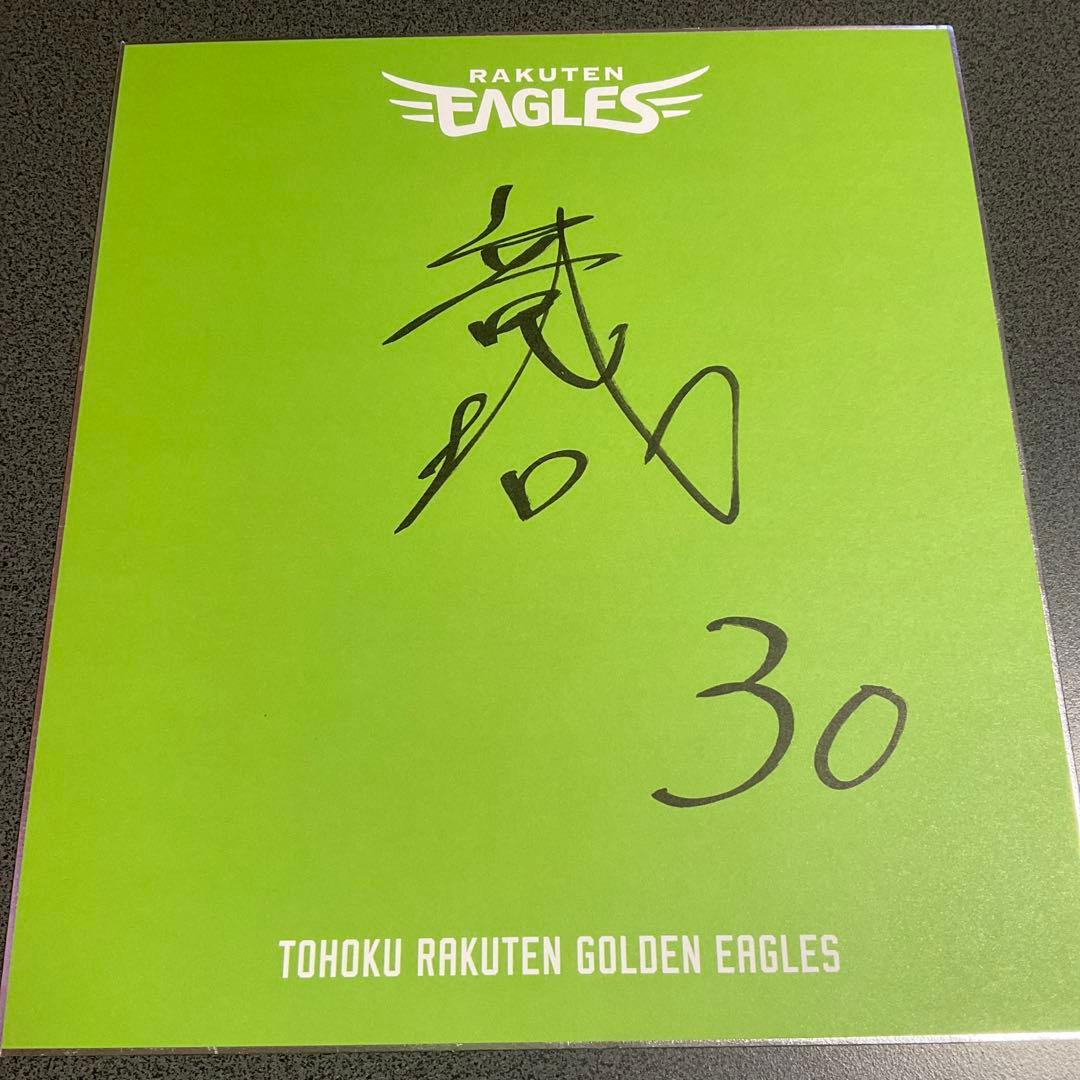 RAKUTEN
EAGLES
30
TOHOKU RAKUTEN GOLDEN EAGLES